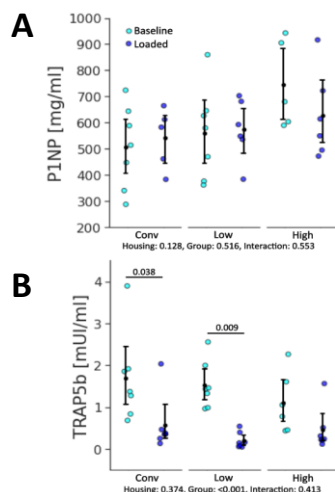 A
Baseline
Loaded
P1NP [mg/ml]
1000
900
800
700
600
500
400
300
200
Conv
Low
High
Housing: 0.128, Group: 0.516, Interaction: 0.553
B
0.038
0.009
TRAP5b [mUI/ml]
4
3
2
1
0
Conv
Low
High
Housing: 0.374, Group: <0.001, Interaction: 0.413